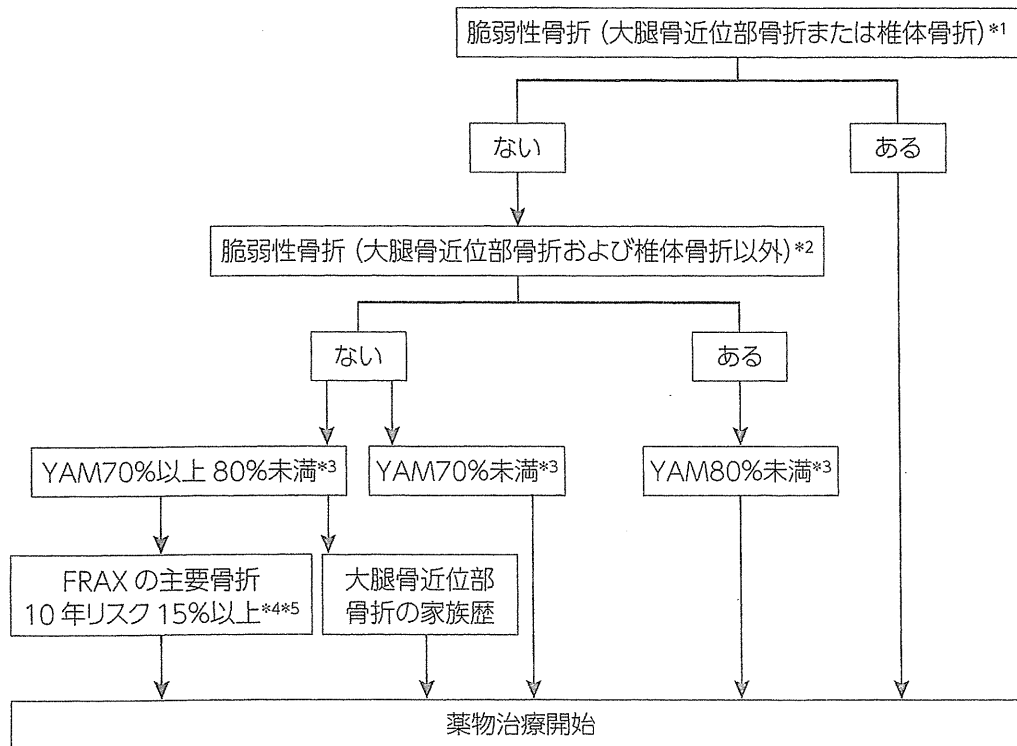 脆弱性骨折（大腿骨近位部骨折または椎体骨折）*1
ない
ある
脆弱性骨折（大腿骨近位部骨折および椎体骨折以外）*2
ない
ある
YAM70%以上 80%未満*3
YAM70%未満*3
YAM80%未満*3
FRAX の主要骨折
10 年リスク 15%以上*4*5
大腿骨近位部
骨折の家族歴
薬物治療開始